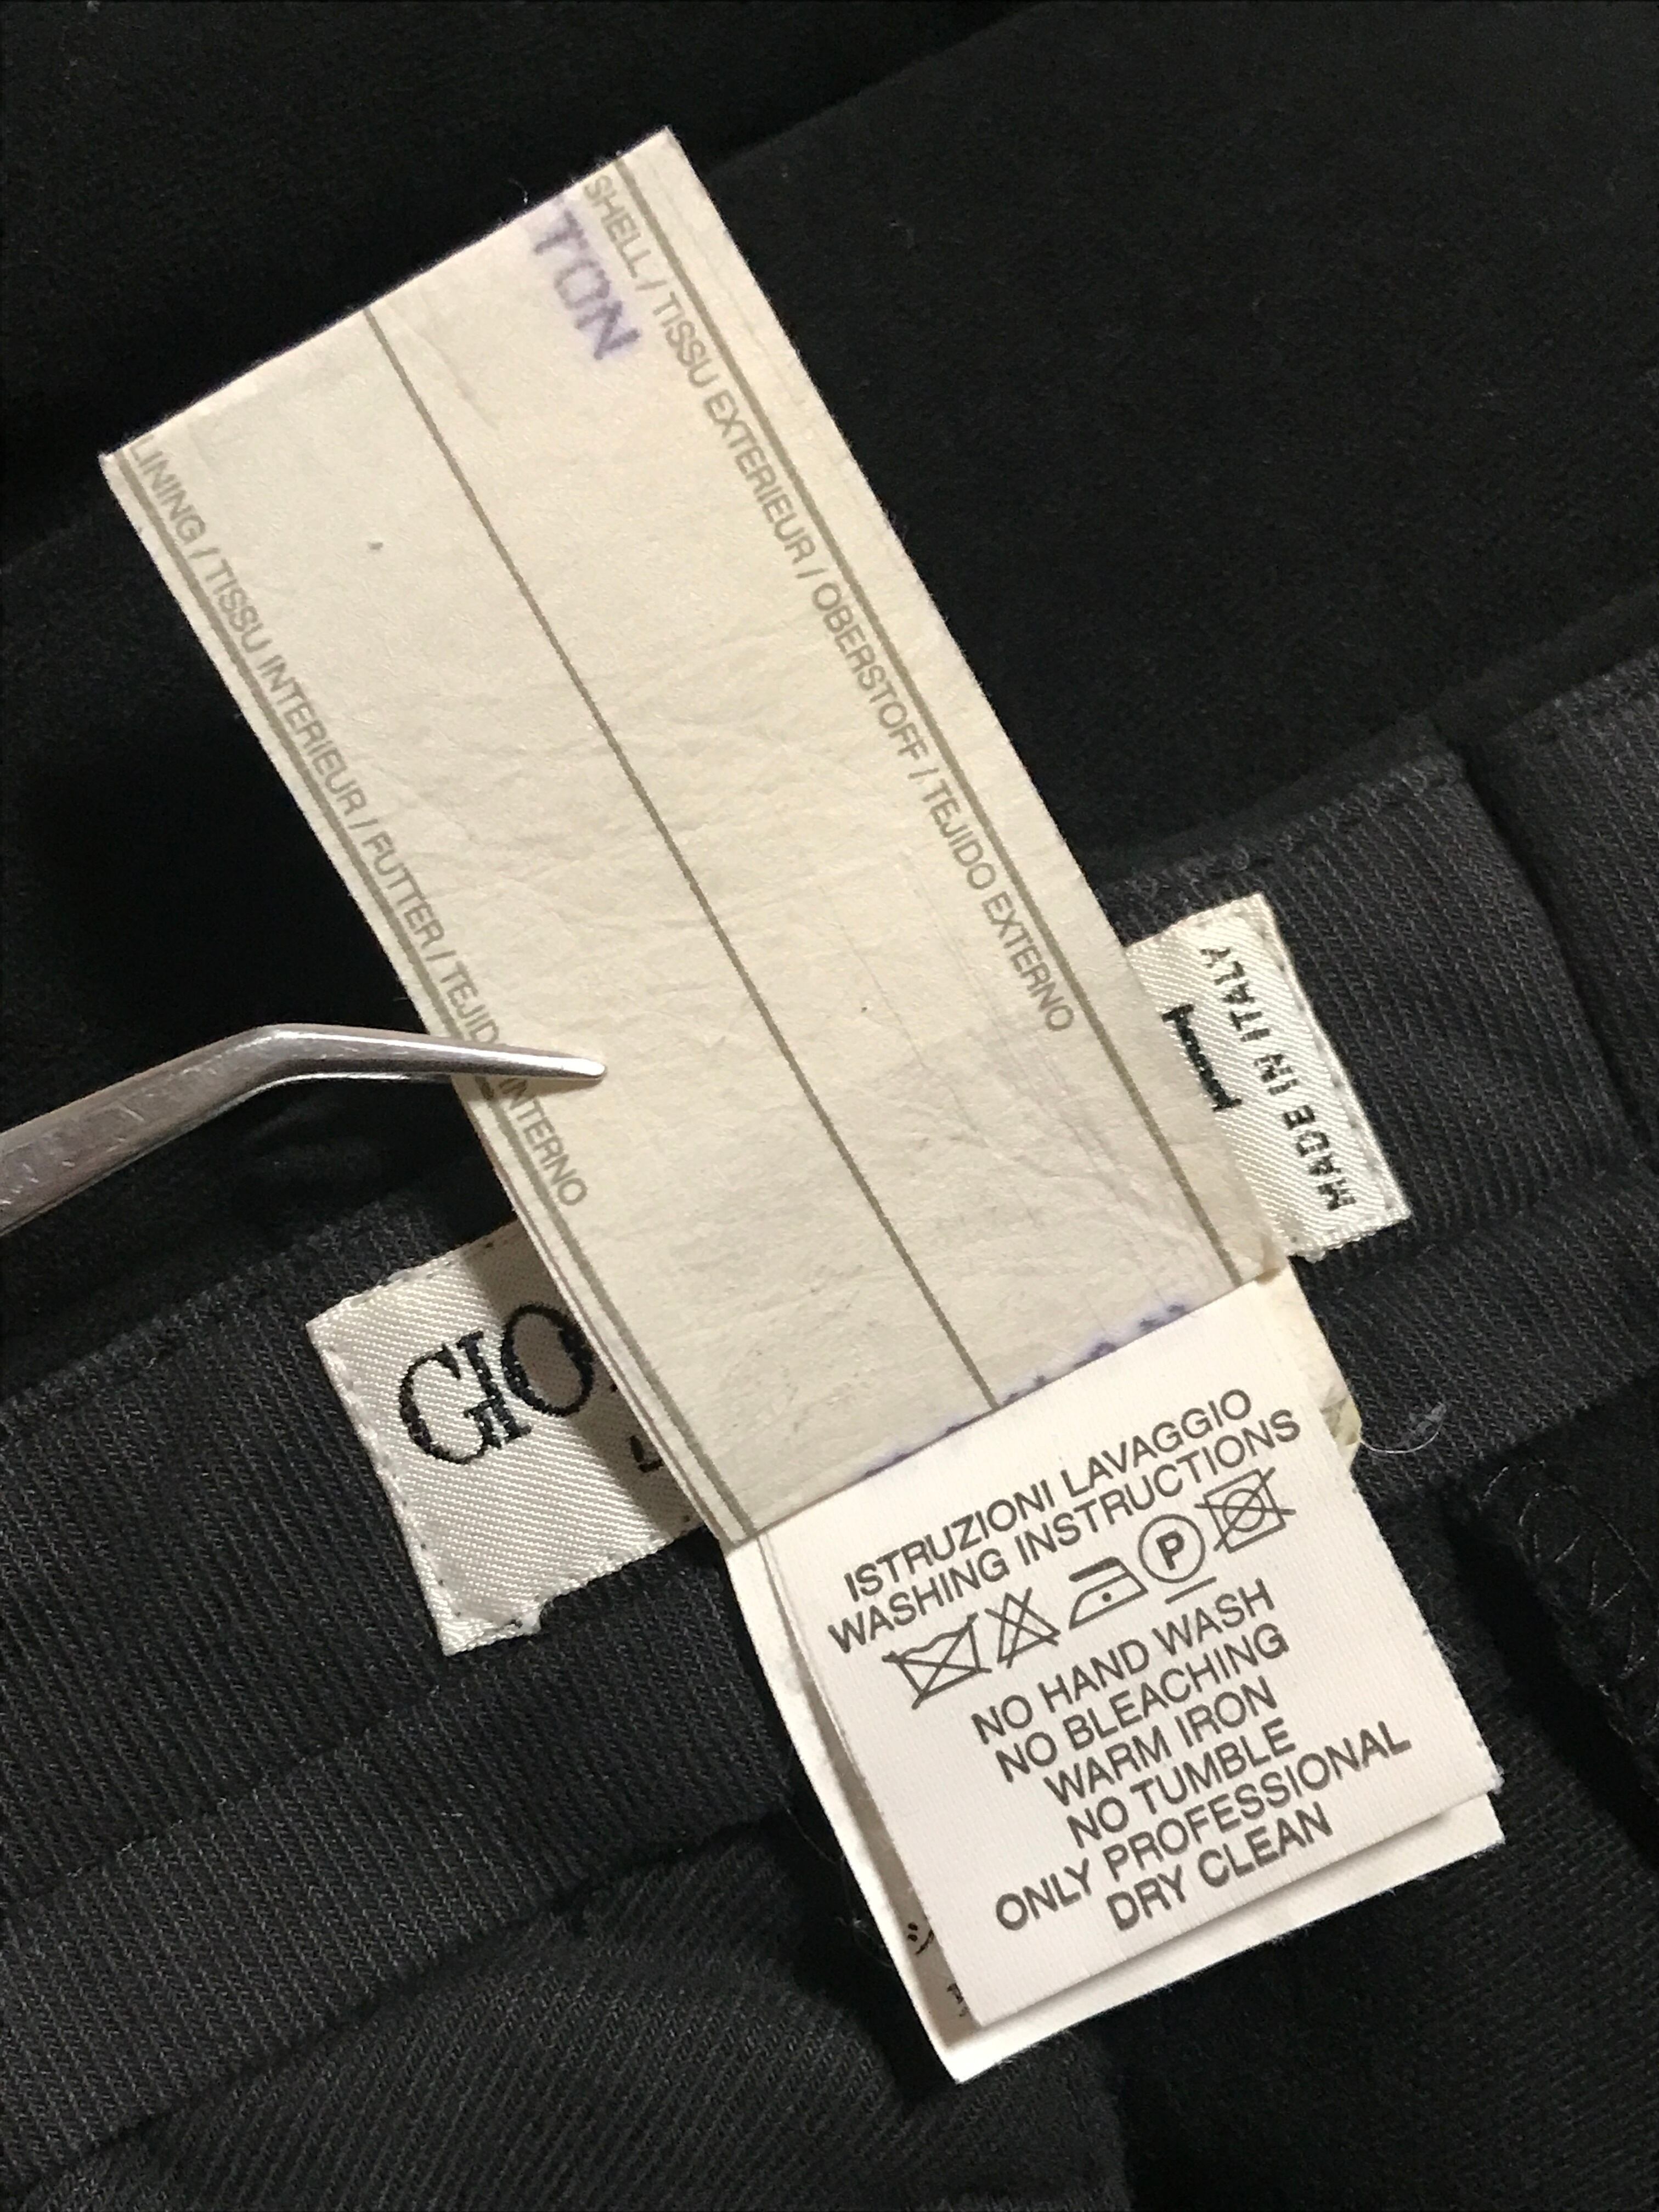 SHELL / TISSU EXTERIEUR / OBERSTOFF / TEJIDO EXTERNO
TON
LINING / TISSU INTERIEUR / FUTTER / TEJIDO INTERNO
MADE IN ITALY
GIO
ISTRUZIONI LAVAGGIO
WASHING INSTRUCTIONS
P
NO HAND WASH
NO BLEACHING
WARM IRON
NO TUMBLE
ONLY PROFESSIONAL
DRY CLEAN